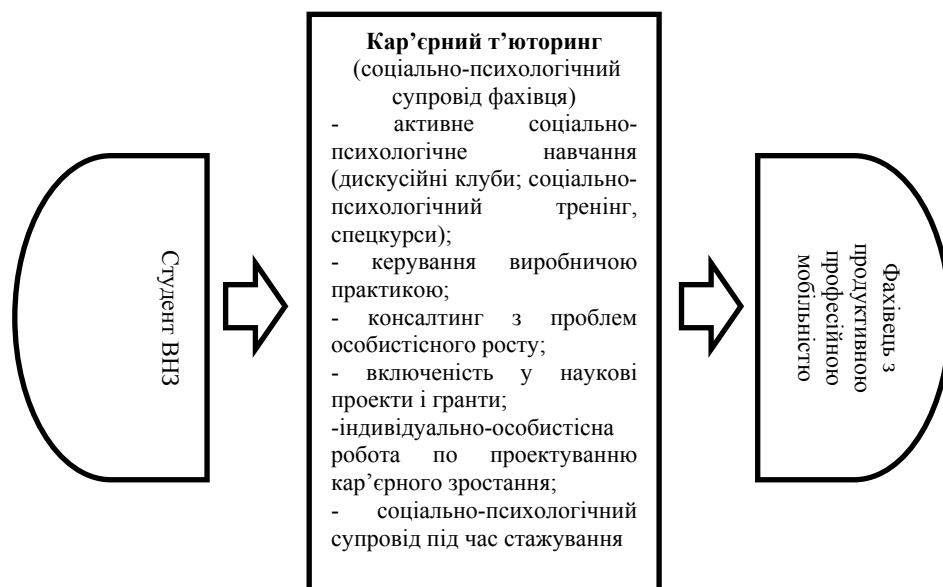 Студент ВНЗ
Кар’єрний т’юторинг
(соціально-психологічний
супровід фахівця)
- активне соціально-
психологічне навчання
(дискусійні клуби; соціально-
психологічний тренінг,
спецкурси);
- керування виробничою
практикою;
- консалтинг з проблем
особистісного росту;
- включеність у наукові
проекти і гранти;
-індивідуально-особистісна
робота по проектуванню
кар’єрного зростання;
- соціально-психологічний
супровід під час стажування
Фахівець з
продуктивною
професійною
мобільністю